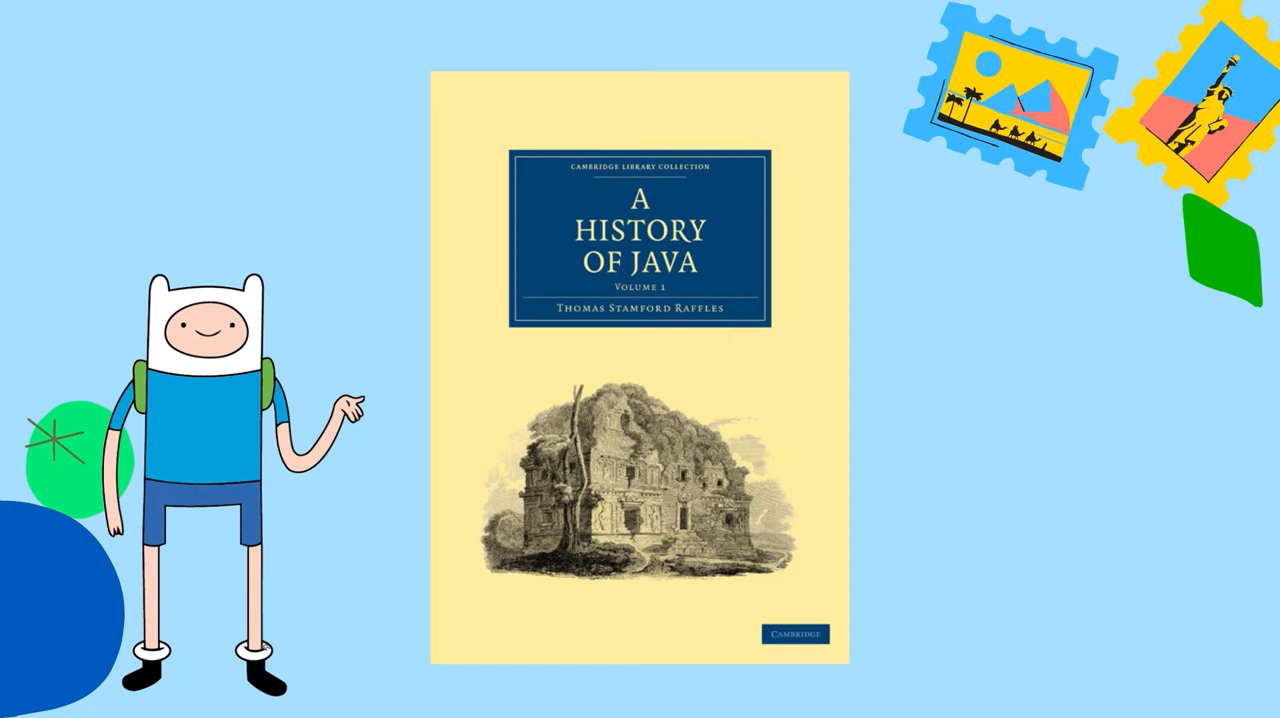 CAMBRIDGE LIBRARY COLLECTION
A
HISTORY
OF JAVA
VOLUME 1
THOMAS STAMFORD RAFFLES
CAMBRIDGE